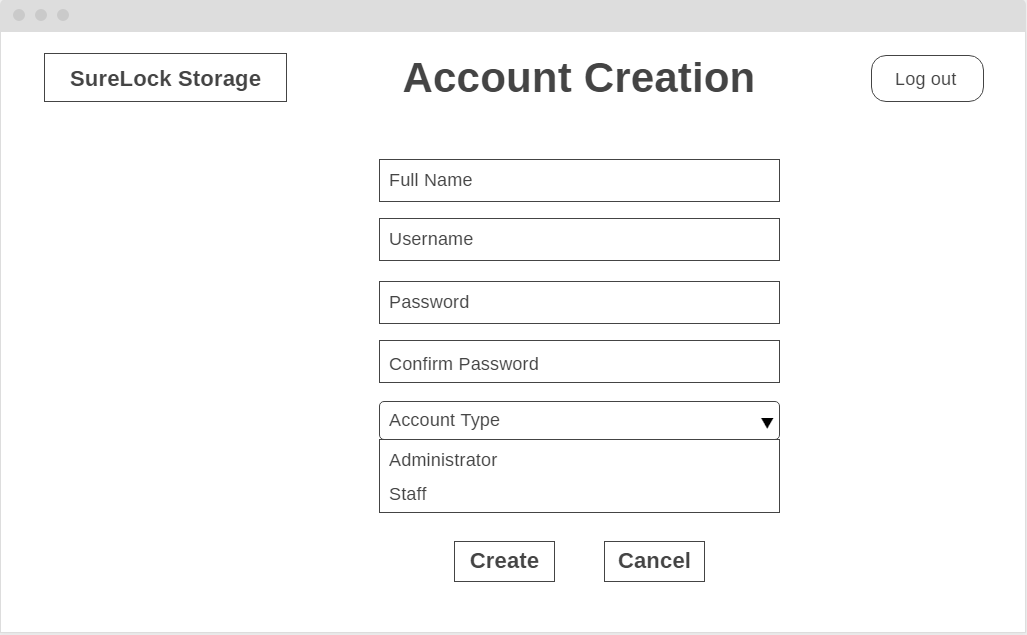 SureLock Storage
Account Creation
Log out
Full Name
Username
Password
Confirm Password
Account Type
Administrator
Staff
Create
Cancel